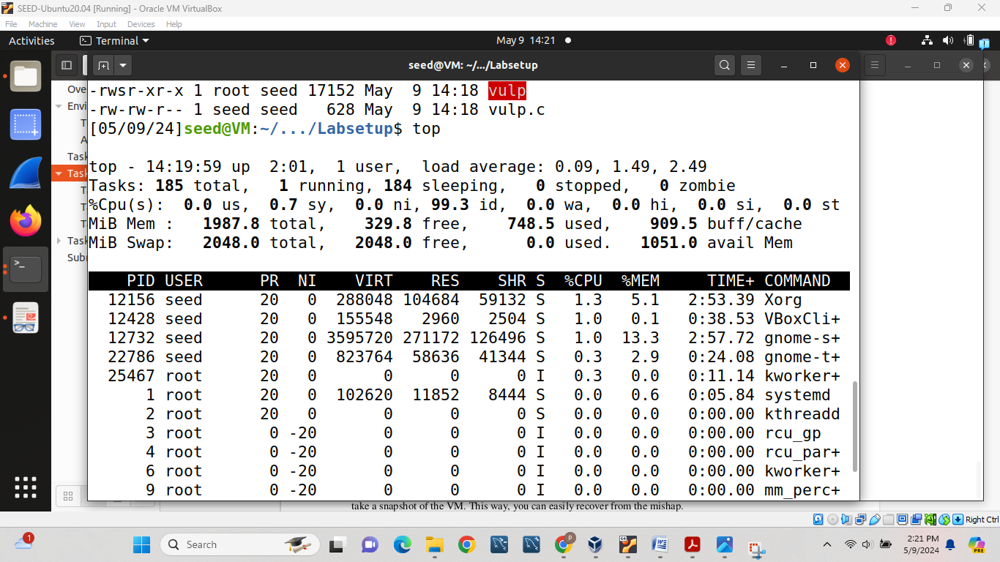 SEED-Ubuntu20.04 [Running] - Oracle VM VirtualBox
File Machine View Input Devices Help
Activities Terminal May 9 14:21
seed@VM: ~/.../Labsetup
Ove
Envi
T
A
Task
Task
T
T
T
Task
Sub
-rwsr-xr-x 1 root seed 17152 May  9 14:18 vulp
-rw-rw-r-- 1 seed seed   628 May  9 14:18 vulp.c
[05/09/24]seed@VM:~/.../Labsetup$ top
top - 14:19:59 up  2:01,  1 user,  load average: 0.09, 1.49, 2.49
Tasks: 185 total,   1 running, 184 sleeping,   0 stopped,   0 zombie
%Cpu(s):  0.0 us,  0.7 sy,  0.0 ni, 99.3 id,  0.0 wa,  0.0 hi,  0.0 si,  0.0 st
MiB Mem :   1987.8 total,    329.8 free,    748.5 used,    909.5 buff/cache
MiB Swap:   2048.0 total,   2048.0 free,      0.0 used.   1051.0 avail Mem
PID USER      PR  NI    VIRT    RES    SHR S  %CPU  %MEM     TIME+ COMMAND
12156 seed      20   0  288048 104684  59132 S   1.3   5.1   2:53.39 Xorg
12428 seed      20   0  155548   2960   2504 S   1.0   0.1   0:38.53 VBoxCli+
12732 seed      20   0 3595720 271172 126496 S   1.0  13.3   2:57.72 gnome-s+
22786 seed      20   0  823764  58636  41344 S   0.3   2.9   0:24.08 gnome-t+
25467 root      20   0       0      0      0 I   0.3   0.0   0:11.14 kworker+
1 root      20   0  102620  11852   8444 S   0.0   0.6   0:05.84 systemd
2 root      20   0       0      0      0 S   0.0   0.0   0:00.00 kthreadd
3 root       0 -20       0      0      0 I   0.0   0.0   0:00.00 rcu_gp
4 root       0 -20       0      0      0 I   0.0   0.0   0:00.00 rcu_par+
6 root       0 -20       0      0      0 I   0.0   0.0   0:00.00 kworker+
9 root       0 -20       0      0      0 I   0.0   0.0   0:00.00 mm_perc+
take a snapshot of the VM. This way, you can easily recover from the mishap.
Right Ctrl
1
Search
2:21 PM
5/9/2024
PRE